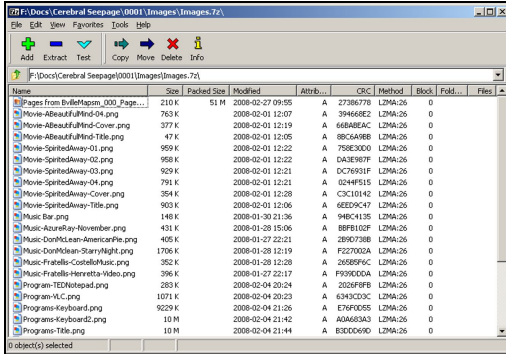 F:\Docs\Cerebral Seepage\0001\Images\Images.7z\
File Edit View Favorites Tools Help
Add Extract Test Copy Move Delete Info
F:\Docs\Cerebral Seepage\0001\Images\Images.7z\
Name Size Packed Size Modified Attrib... CRC Method Block Fold... Files
Pages from BvilleMapsm_000_Page... 210 K 51 M 2008-02-27 09:55 A 27386778 LZMA:26 0
Movie-ABeautifulMind-04.png 763 K 2008-02-01 12:07 A 394668E2 LZMA:26 0
Movie-ABeautifulMind-Cover.png 377 K 2008-02-01 12:19 A 66BA8EAC LZMA:26 0
Movie-ABeautifulMind-Title.png 47 K 2008-02-01 12:05 A 8BC6A9BB LZMA:26 0
Movie-SpiritedAway-01.png 959 K 2008-02-01 12:22 A 758E30D0 LZMA:26 0
Movie-SpiritedAway-02.png 958 K 2008-02-01 12:22 A DA3E987F LZMA:26 0
Movie-SpiritedAway-03.png 929 K 2008-02-01 12:21 A DC76931F LZMA:26 0
Movie-SpiritedAway-04.png 791 K 2008-02-01 12:21 A 0244F515 LZMA:26 0
Movie-SpiritedAway-Cover.png 354 K 2008-02-01 12:28 A C3C10142 LZMA:26 0
Movie-SpiritedAway-Title.png 903 K 2008-02-01 12:06 A 6EED9C47 LZMA:26 0
Music Bar.png 148 K 2008-01-30 21:36 A 94BC4135 LZMA:26 0
Music-AzureRay-November.png 431 K 2008-01-28 15:06 A BBFB102F LZMA:26 0
Music-DonMcLean-AmericanPie.png 405 K 2008-01-27 22:21 A 2B9D738B LZMA:26 0
Music-DonMclean-StarryNight.png 1706 K 2008-01-28 12:19 A F227002A LZMA:26 0
Music-Fratellis-CostelloMusic.png 352 K 2008-01-28 12:28 A 265B5F6C LZMA:26 0
Music-Fratellis-Henretta-Video.png 396 K 2008-01-27 22:17 A F939DDDA LZMA:26 0
Program-TEDNotepad.png 283 K 2008-02-04 20:24 A 2026F8FB LZMA:26 0
Program-VLC.png 1071 K 2008-02-04 20:23 A 6343CD3C LZMA:26 0
Programs-Keyboard.png 9229 K 2008-02-04 21:26 A E76F0D55 LZMA:26 0
Programs-Keyboard2.png 10 M 2008-02-04 21:42 A A0A683A3 LZMA:26 0
Programs-Title.png 10 M 2008-02-04 21:44 A B3DDD69D LZMA:26 0
0 object(s) selected